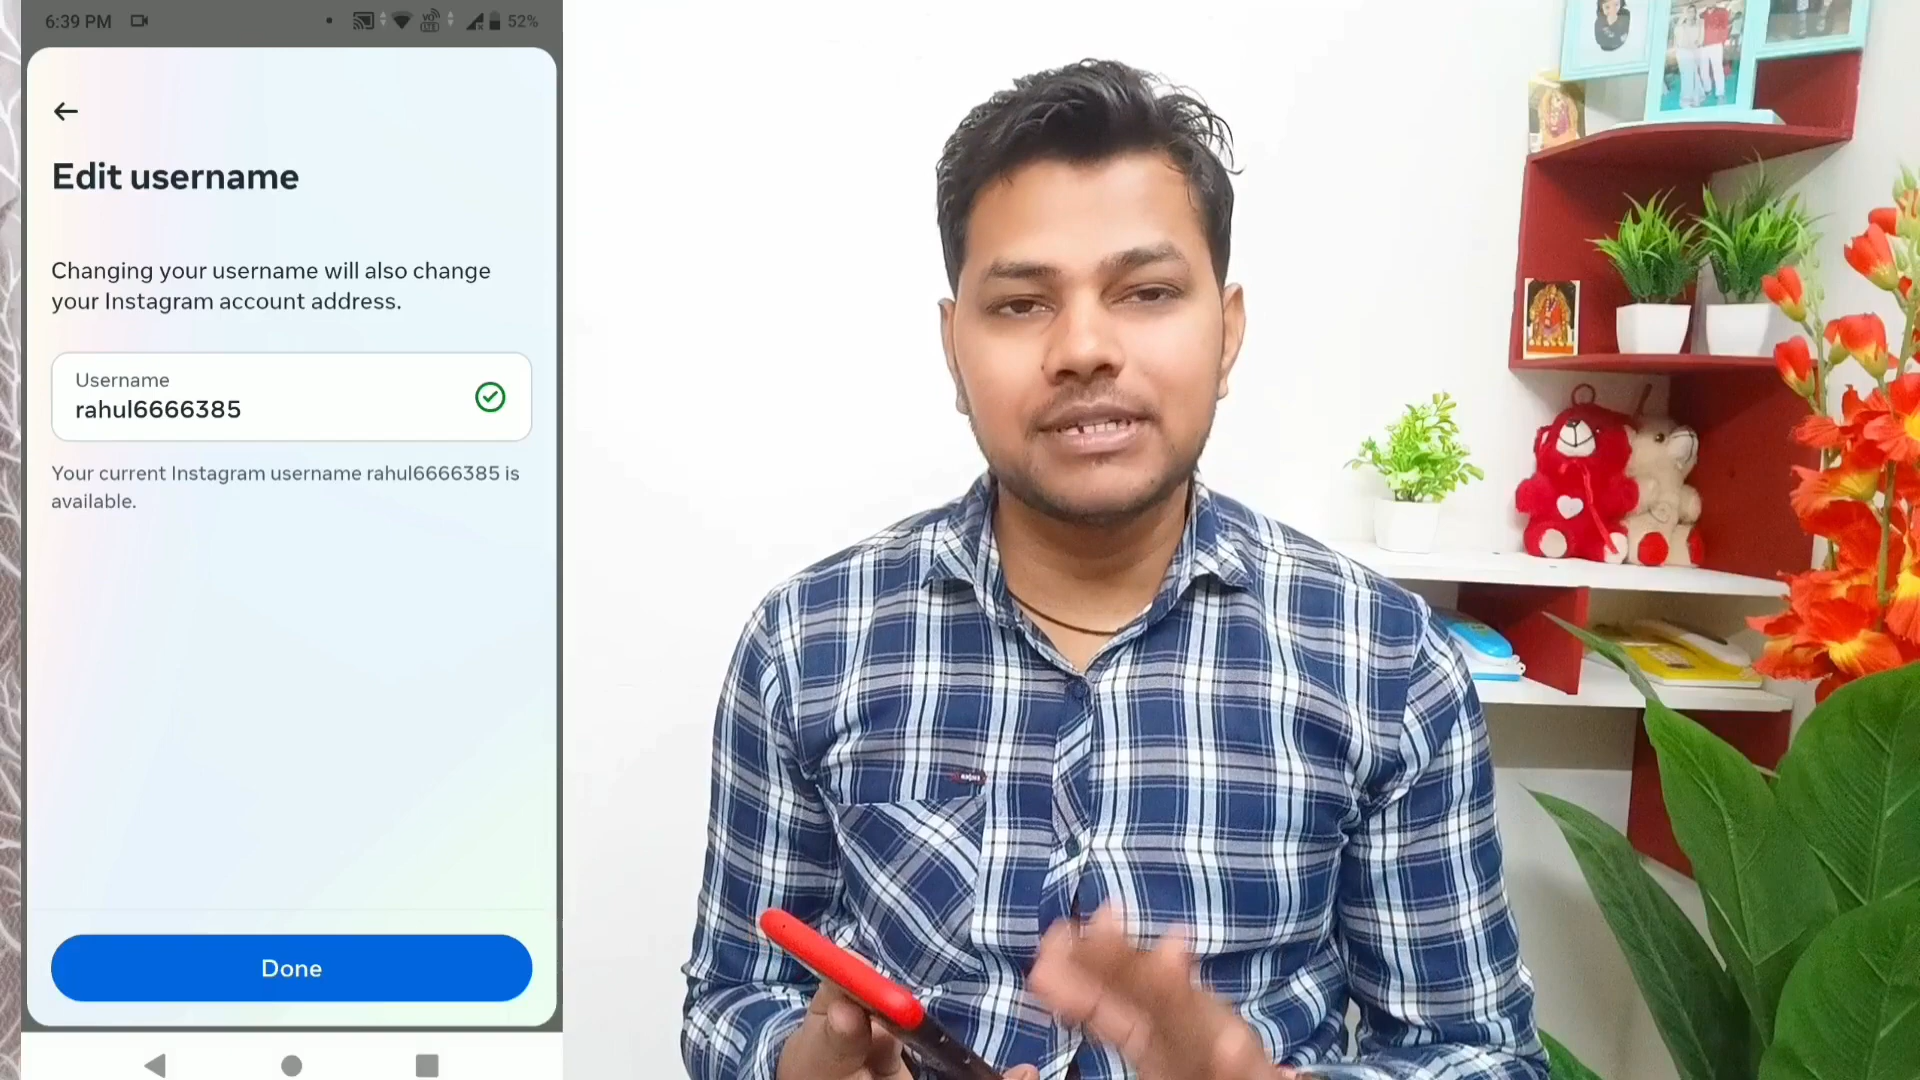 6:39 PM
52%
Edit username
Changing your username will also change
your Instagram account address.
Username
rahul6666385
Your current Instagram username rahul6666385 is
available.
Done